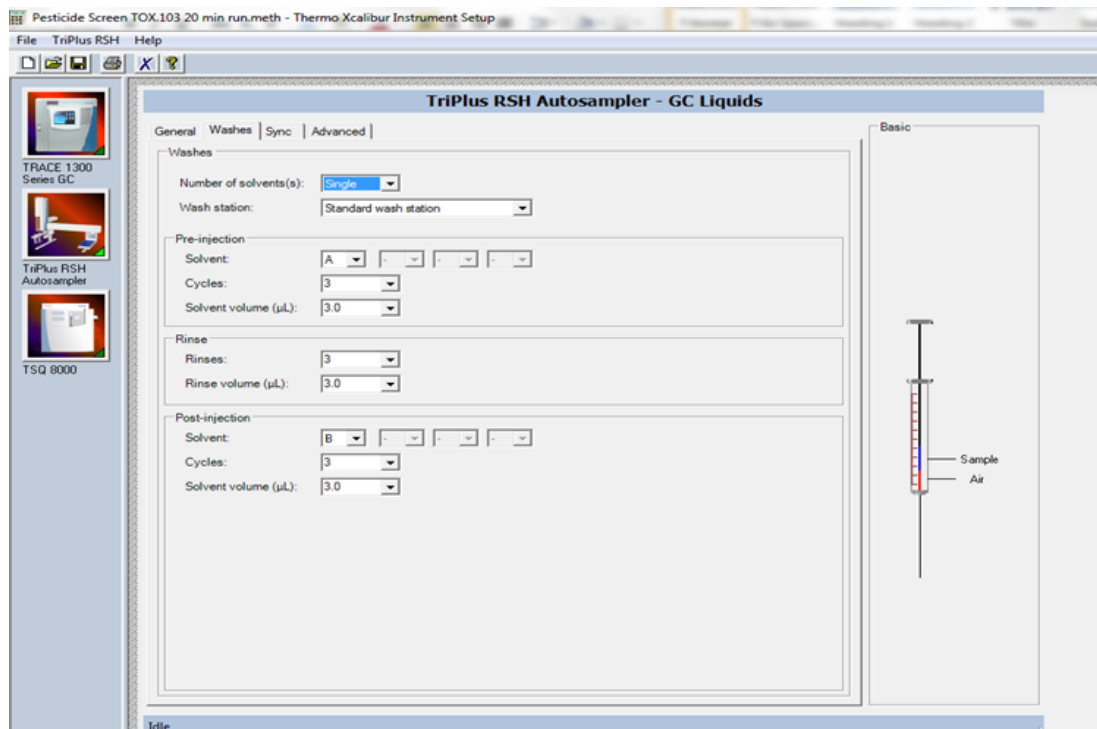 Pesticide Screen TOX.103 20 min run.meth - Thermo Xcalibur Instrument Setup
File TriPlus RSH Help
TriPlus RSH Autosampler - GC Liquids
TRACE 1300
Series GC
TriPlus RSH
Autosampler
TSQ 8000
General Washes Sync Advanced
Washes
Number of solvents(s): Single
Wash station: Standard wash station
Pre-injection
Solvent: A - - -
Cycles: 3
Solvent volume (µL): 3.0
Rinse
Rinses: 3
Rinse volume (µL): 3.0
Post-injection
Solvent: B - - -
Cycles: 3
Solvent volume (µL): 3.0
Basic
Sample
Air
Idle